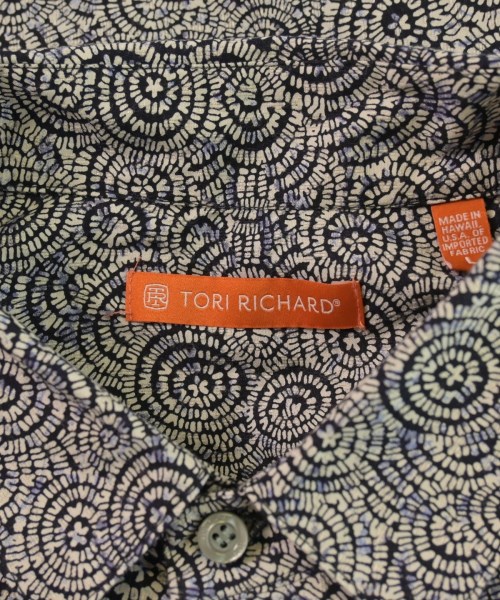 TORI RICHARD®
MADE IN
HAWAII
U.S.A. OF
IMPORTED
FABRIC
L